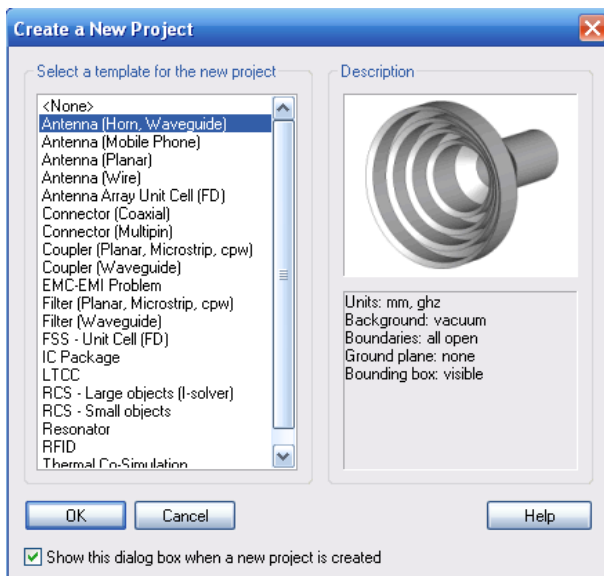 Create a New Project
Select a template for the new project
<None>
Antenna (Horn, Waveguide)
Antenna (Mobile Phone)
Antenna (Planar)
Antenna (Wire)
Antenna Array Unit Cell (FD)
Connector (Coaxial)
Connector (Multipin)
Coupler (Planar, Microstrip, cpw)
Coupler (Waveguide)
EMC-EMI Problem
Filter (Planar, Microstrip, cpw)
Filter (Waveguide)
FSS - Unit Cell (FD)
IC Package
LTCC
RCS - Large objects (I-solver)
RCS - Small objects
Resonator
RFID
Thermal Co-Simulation
Description
Units: mm, ghz
Background: vacuum
Boundaries: all open
Ground plane: none
Bounding box: visible
OK
Cancel
Help
Show this dialog box when a new project is created